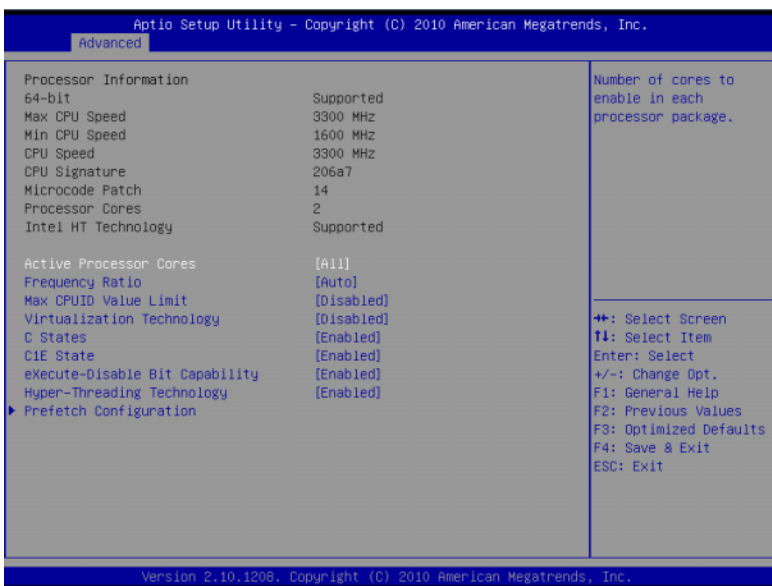 Aptio Setup Utility – Copyright (C) 2010 American Megatrends, Inc.
Advanced
Processor Information
64-bit Supported
Max CPU Speed 3300 MHz
Min CPU Speed 1600 MHz
CPU Speed 3300 MHz
CPU Signature 206a7
Microcode Patch 14
Processor Cores 2
Intel HT Technology Supported
Active Processor Cores [All]
Frequency Ratio [Auto]
Max CPUID Value Limit [Disabled]
Virtualization Technology [Disabled]
C States [Enabled]
C1E State [Enabled]
eXecute-Disable Bit Capability [Enabled]
Hyper-Threading Technology [Enabled]
Prefetch Configuration
Number of cores to
enable in each
processor package.
→←: Select Screen
↑↓: Select Item
Enter: Select
+/-: Change Opt.
F1: General Help
F2: Previous Values
F3: Optimized Defaults
F4: Save & Exit
ESC: Exit
Version 2.10.1208. Copyright (C) 2010 American Megatrends, Inc.